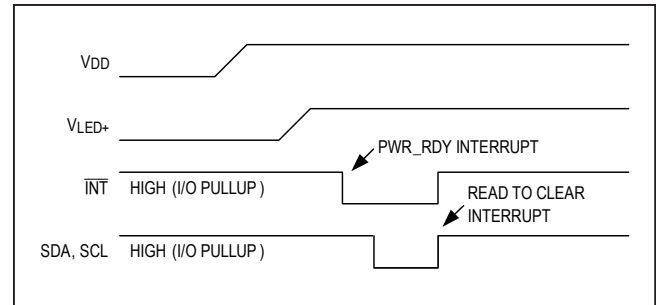 VDD
VLED+
PWR_RDY INTERRUPT
INT HIGH (I/O PULLUP)
READ TO CLEAR
INTERRUPT
SDA, SCL HIGH (I/O PULLUP)